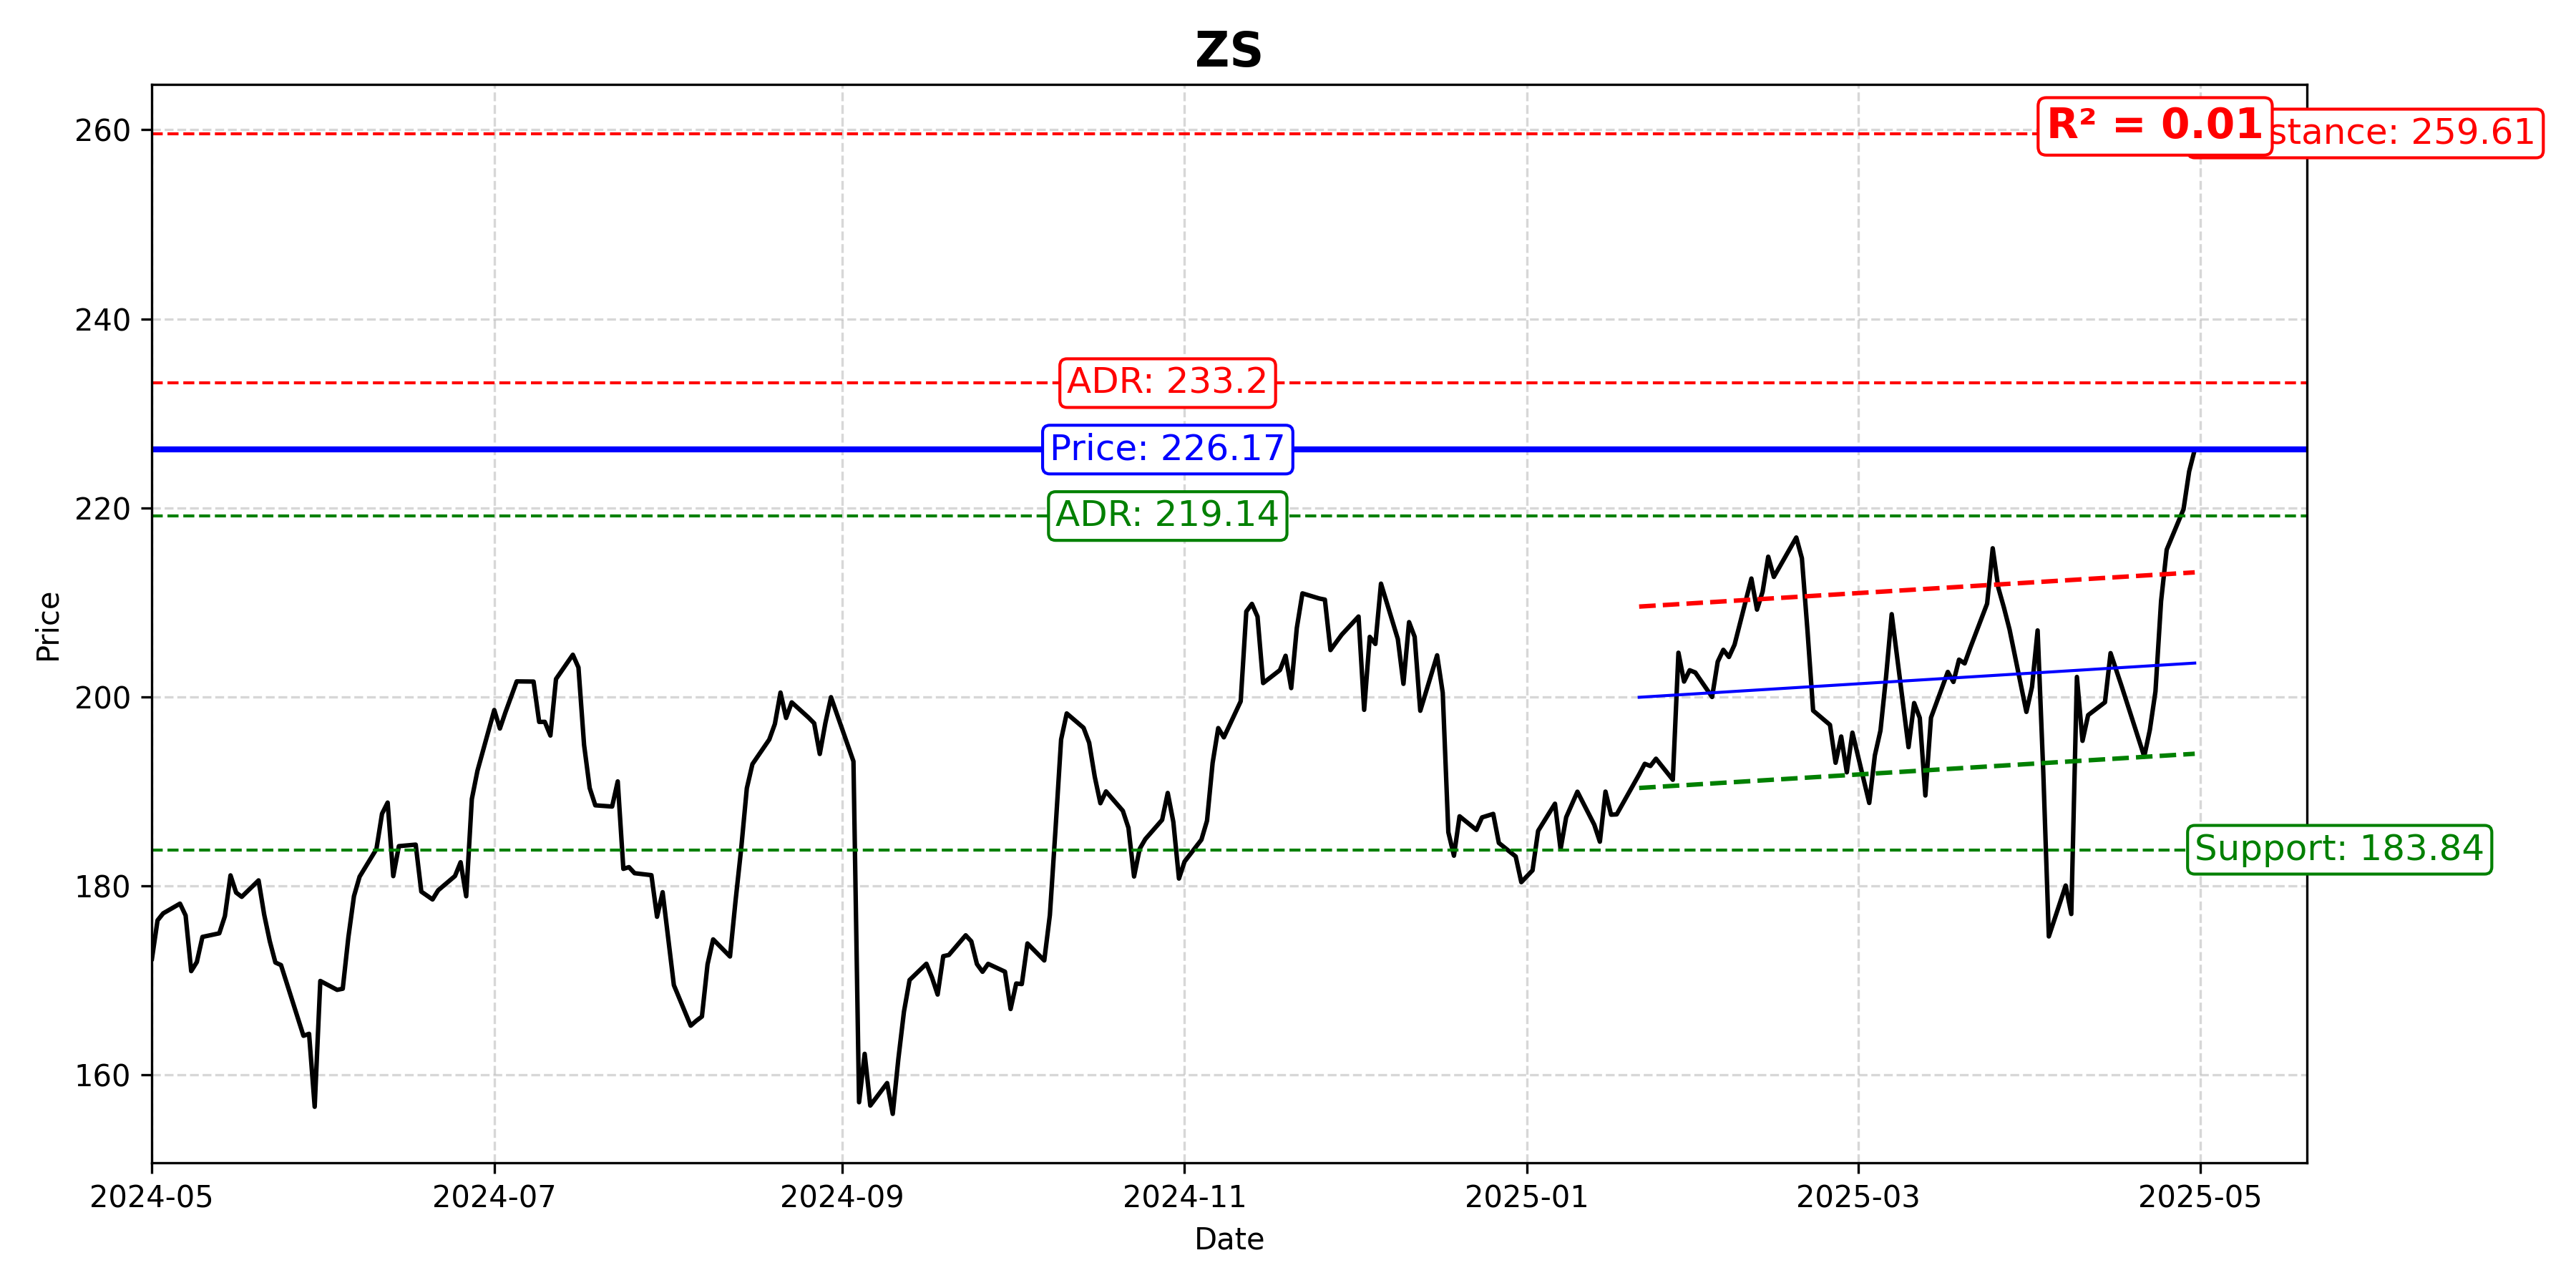 ZS
260
240
220
200
180
160
Price
R² = 0.01
stance: 259.61
ADR: 233.2
Price: 226.17
ADR: 219.14
Support: 183.84
2024-05
2024-07
2024-09
2024-11
2025-01
2025-03
2025-05
Date